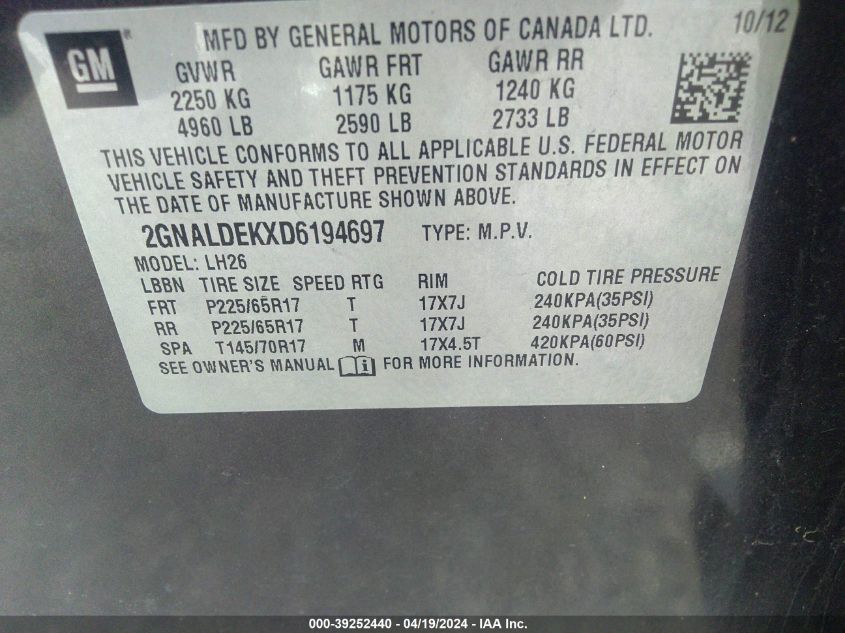 GM ®
MFD BY GENERAL MOTORS OF CANADA LTD. 10/12
GVWR GAWR FRT GAWR RR
2250 KG 1175 KG 1240 KG
4960 LB 2590 LB 2733 LB
THIS VEHICLE CONFORMS TO ALL APPLICABLE U.S. FEDERAL MOTOR
VEHICLE SAFETY AND THEFT PREVENTION STANDARDS IN EFFECT ON
THE DATE OF MANUFACTURE SHOWN ABOVE.
2GNALDEKXD6194697 TYPE: M.P.V.
MODEL: LH26
LBBN TIRE SIZE SPEED RTG RIM COLD TIRE PRESSURE
FRT P225/65R17 T 17X7J 240KPA(35PSI)
RR P225/65R17 T 17X7J 240KPA(35PSI)
SPA T145/70R17 M 17X4.5T 420KPA(60PSI)
SEE OWNER'S MANUAL i FOR MORE INFORMATION.
000-39252440 - 04/19/2024 - IAA Inc.